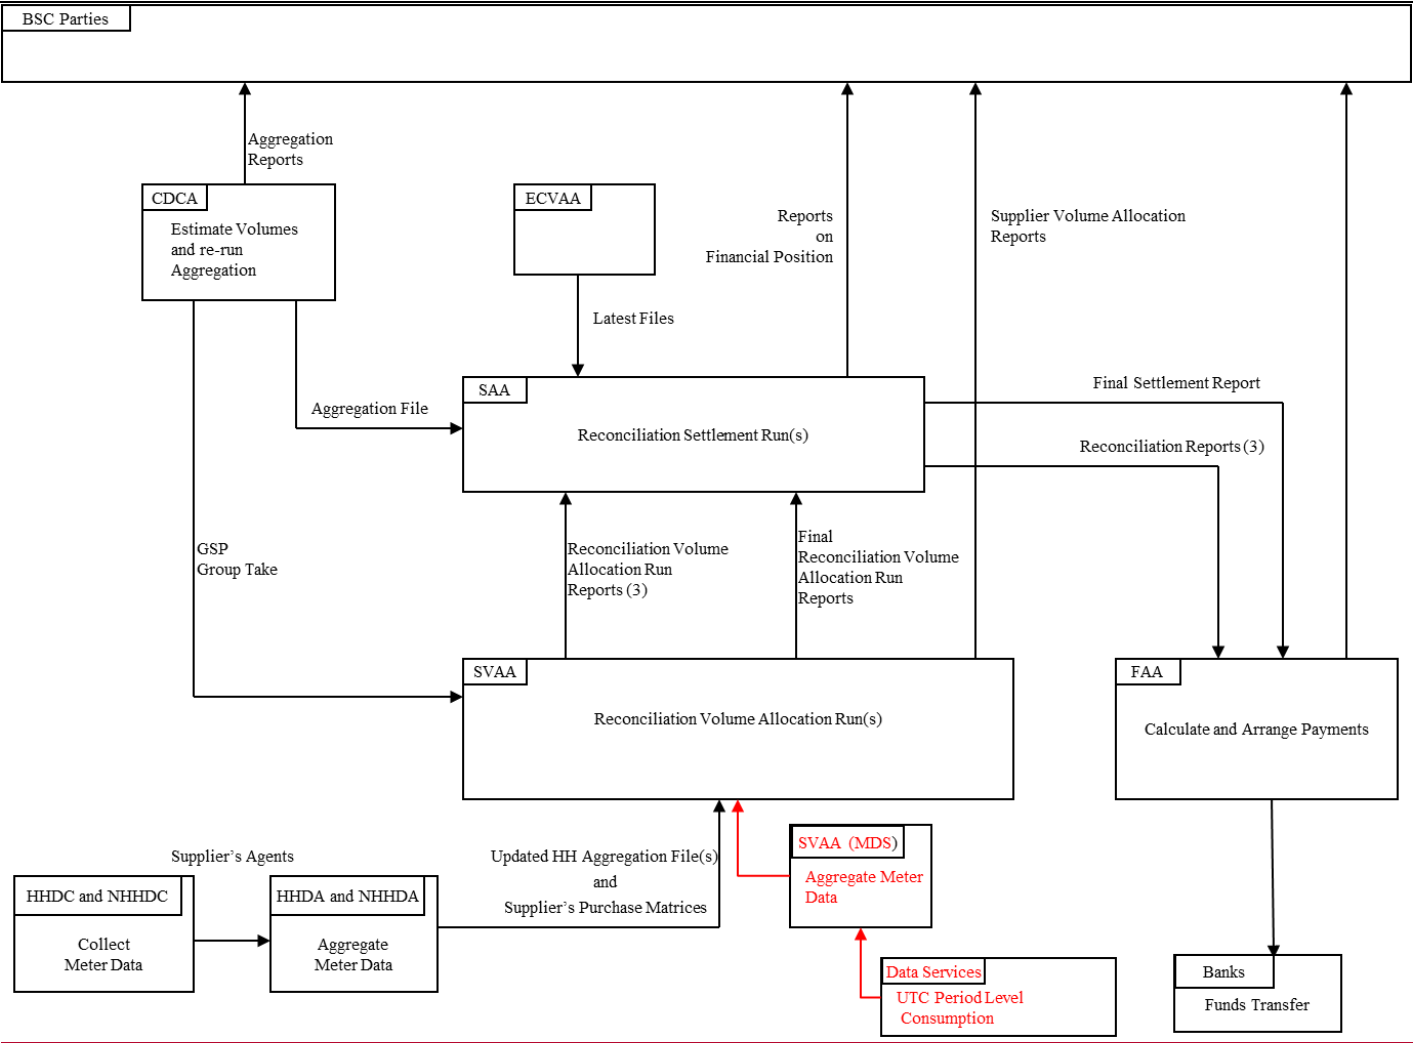 BSC Parties
Aggregation
Reports
CDCA
Estimate Volumes
and re-run
Aggregation
ECVAA
Reports
on
Financial Position
Supplier Volume Allocation
Reports
Latest Files
SAA
Reconciliation Settlement Run(s)
Aggregation File
Final Settlement Report
Reconciliation Reports (3)
GSP
Group Take
Reconciliation Volume
Allocation Run
Reports (3)
Final
Reconciliation Volume
Allocation Run
Reports
SVAA
Reconciliation Volume Allocation Run(s)
FAA
Calculate and Arrange Payments
Supplier's Agents
HHDC and NHHDC
Collect
Meter Data
HHDA and NHHDA
Aggregate
Meter Data
Updated HH Aggregation File(s)
and
Supplier's Purchase Matrices
SVAA (MDS)
Aggregate Meter
Data
Data Services
UTC Period Level
Consumption
Banks
Funds Transfer